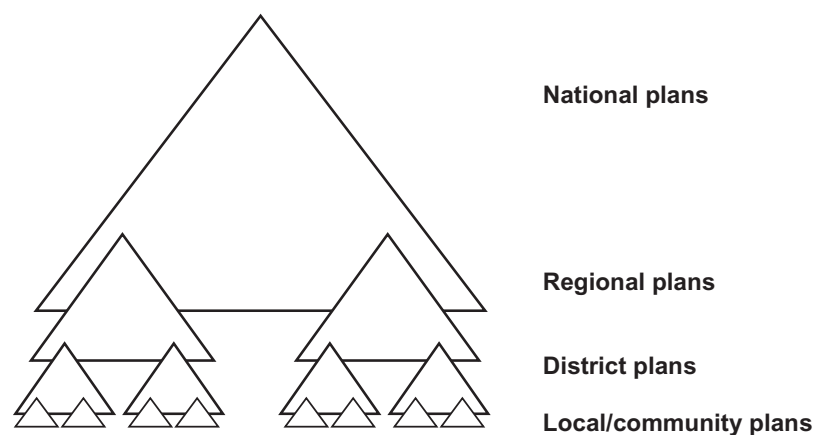 National plans
Regional plans
District plans
Local/community plans